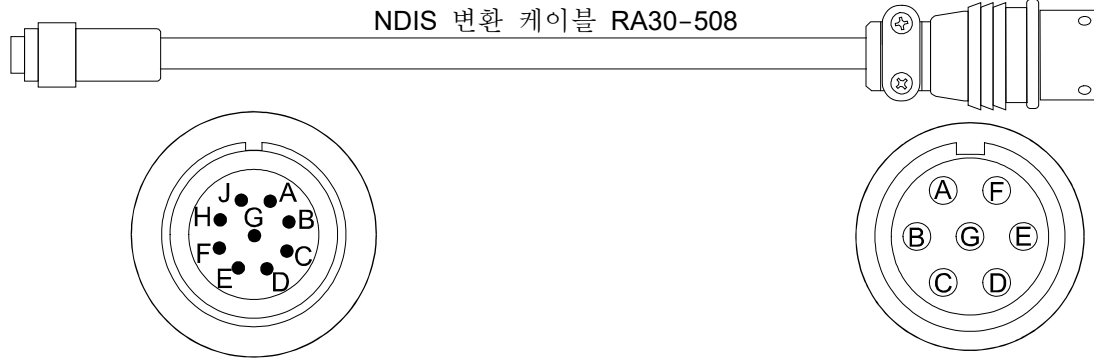 NDIS 변환 케이블 RA30-508
J A
H G B
F C
E D
A F
B G E
C D